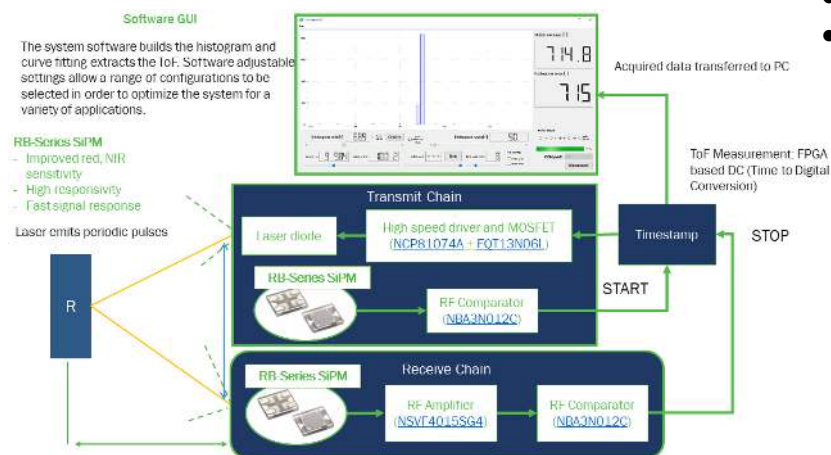 Software GUI
The system software builds the histogram and
curve fitting extracts the ToF. Software adjustable
settings allow a range of configurations to be
selected in order to optimize the system for a
variety of applications.
714.8
715
50
Acquired data transferred to PC
RB-Series SiPM
- Improved red, NIR
sensitivity
- High responsivity
- Fast signal response
Laser emits periodic pulses
ToF Measurement: FPGA
based DC (Time to Digital
Conversion)
Transmit Chain
Laser diode
High speed driver and MOSFET
(NCP81074A + FQT13N06L)
Timestamp
STOP
RB-Series SiPM
RF Comparator
(NBA3N012C)
START
R
Receive Chain
RB-Series SiPM
RF Amplifier
(NSVF4015SG4)
RF Comparator
(NBA3N012C)